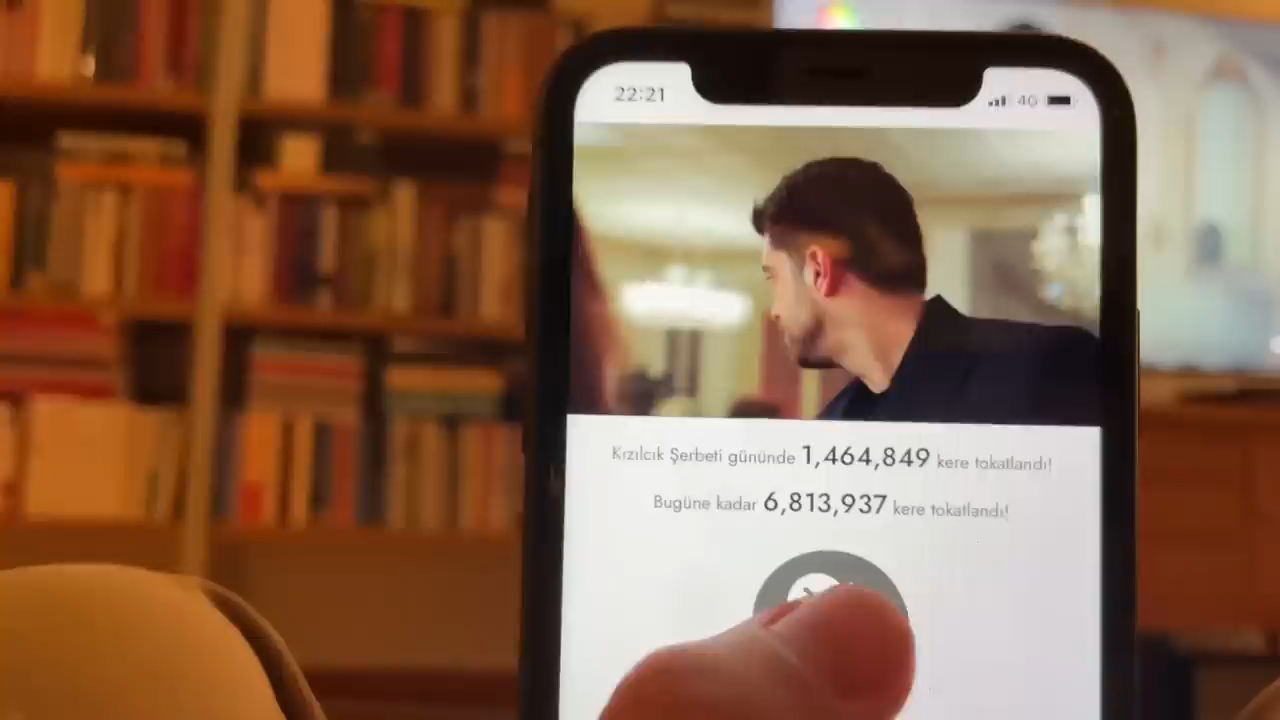 22:21 4G
Kızılcık Şerbeti gününde 1,464,849 kere tokatlandı!
Bugüne kadar 6,813,937 kere tokatlandı!